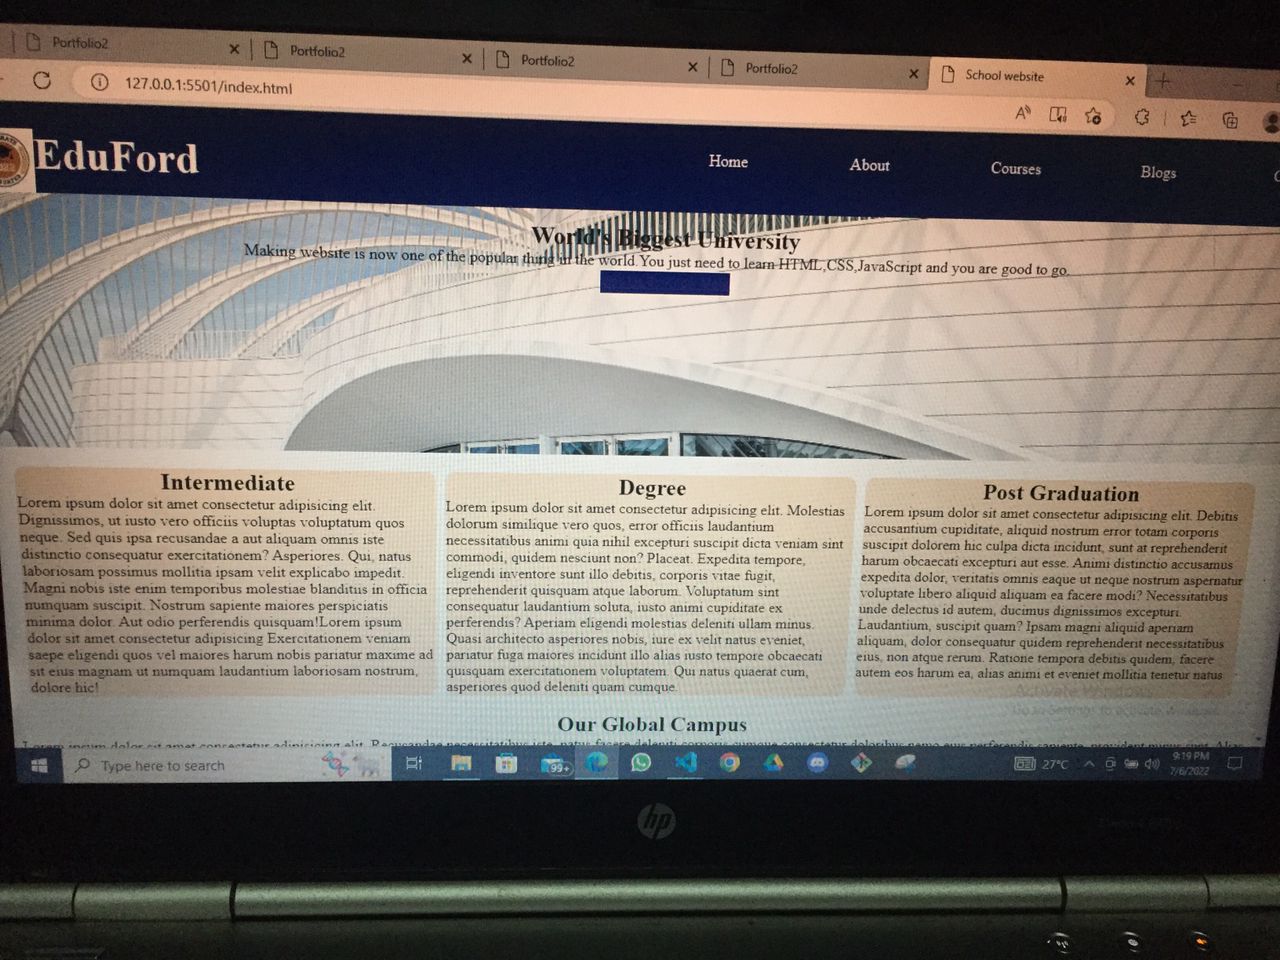 Portfolio2
Portfolio2
Portfolio2
Portfolio2
School website
127.0.0.1:5501/index.html
EduFord
Home
About
Courses
Blogs
World's Biggest University
Making website is now one of the popular thing in the world.You just need to learn HTML,CSS,JavaScript and you are good to go.
Intermediate
Lorem ipsum dolor sit amet consectetur adipisicing elit.
Dignissimos, ut iusto vero officiis voluptas voluptatum quos
neque. Sed quis ipsa recusandae a aut aliquam omnis iste
distinctio consequatur exercitationem? Asperiores. Qui, natus
laboriosam possimus mollitia ipsam velit explicabo impedit.
Magni nobis iste enim temporibus molestiae blanditiis in officia
numquam suscipit. Nostrum sapiente maiores perspiciatis
minima dolor. Aut odio perferendis quisquam!Lorem ipsum
dolor sit amet consectetur adipisicing Exercitationem veniam
saepe eligendi quos vel maiores harum nobis pariatur maxime ad
sit eius magnam ut numquam laudantium laboriosam nostrum,
dolore hic!
Degree
Lorem ipsum dolor sit amet consectetur adipisicing elit. Molestias
dolorum similique vero quos, error officiis laudantium
necessitatibus animi quia nihil excepturi suscipit dicta veniam sint
commodi, quidem nesciunt non? Placeat. Expedita tempore,
eligendi inventore sunt illo debitis, corporis vitae fugit,
reprehenderit quisquam atque laborum. Voluptatum sint
consequatur laudantium soluta, iusto animi cupiditate ex
perferendis? Aperiam eligendi molestias deleniti ullam minus.
Quasi architecto asperiores nobis, iure ex velit natus eveniet,
pariatur fuga maiores incidunt illo alias iusto tempore obcaecati
quisquam exercitationem voluptatem. Qui natus quaerat cum,
asperiores quod deleniti quam cumque.
Post Graduation
Lorem ipsum dolor sit amet consectetur adipisicing elit. Debitis
accusantium cupiditate, aliquid nostrum error totam corporis
suscipit dolorem hic culpa dicta incidunt, sunt at reprehenderit
harum obcaecati excepturi aut esse. Animi distinctio accusamus
expedita dolor, veritatis omnis eaque ut neque nostrum aspernatur
voluptate libero aliquid aliquam ea facere modi? Necessitatibus
unde delectus id autem, ducimus dignissimos excepturi.
Laudantium, suscipit quam? Ipsam magni aliquid aperiam
aliquam, dolor consequatur quidem reprehenderit necessitatibus
eius, non atque rerum. Ratione tempora debitis quidem, facere
autem eos harum ea, alias animi et eveniet mollitia tenetur natus
Activate Windows
Our Global Campus
Type here to search
99+
27°C
9:19 PM
7/6/2022
hp